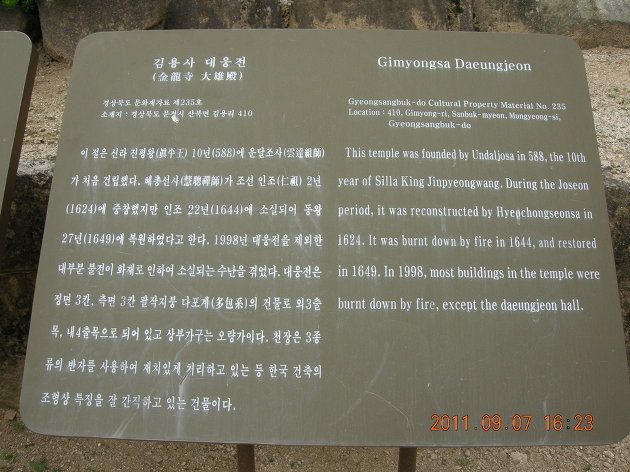 김용사 대웅전
(金龍寺 大雄殿)
경상북도 문화재자료 제235호
소재지 : 경상북도 문경시 산북면 김용리 410
이 절은 신라 진평왕(眞平王) 10년(588)에 운달조사(雲達祖師)
가 처음 건립했다. 혜총선사(慧聰禪師)가 조선 인조(仁祖) 2년
(1624)에 중창했지만 인조 22년(1644)에 소실되어 동왕
27년(1649)에 복원하였다고 한다. 1998년 대웅전을 제외한
대부분 불전이 화재로 인하여 소실되는 수난을 겪었다. 대웅전은
정면 3칸, 측면 3칸 팔작지붕 다포계(多包系)의 건물로 외3출
목, 내4출목으로 되어 있고 상부가구는 오량가이다. 천장은 3종
류의 반자를 사용하여 재치있게 처리하고 있는 등 한국 건축의
조형상 특징을 잘 간직하고 있는 건물이다.
Gimyongsa Daeungjeon
Gyeongsangbuk-do Cultural Property Material No. 235
Location : 410, Gimyong-ri, Sanbuk-myeon, Mongyeong-si,
Gyeongsangbuk-do
This temple was founded by Undaljosa in 588, the 10th
year of Silla King Jinpyeongwang. During the Joseon
period, it was reconstructed by Hyechongseonsa in
1624. It was burnt down by fire in 1644, and restored
in 1649. In 1998, most buildings in the temple were
burnt down by fire, except the daeungjeon hall.
2011.09.07 16:23